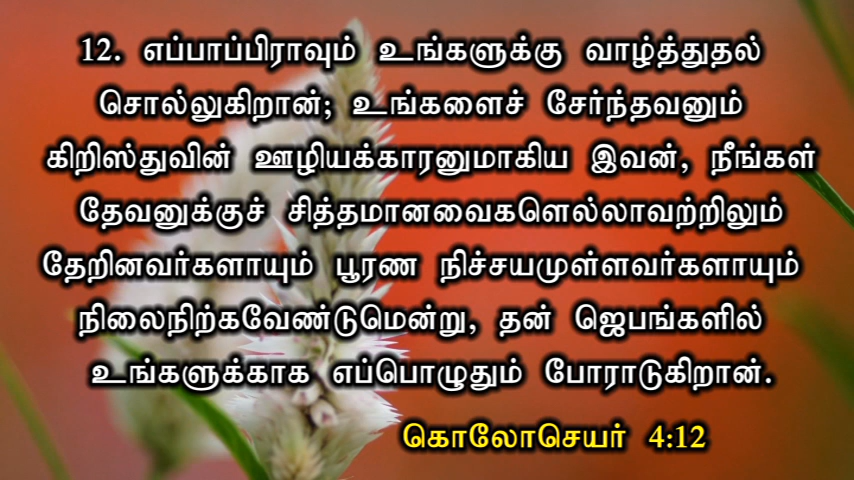 12. எப்பாப்பிராவும் உங்களுக்கு வாழ்த்துதல்
சொல்லுகிறான்; உங்களைச் சேர்ந்தவனும்
கிறிஸ்துவின் ஊழியக்காரனுமாகிய இவன், நீங்கள்
தேவனுக்குச் சித்தமானவைகளெல்லாவற்றிலும்
தேறினவர்களாயும் பூரண நிச்சயமுள்ளவர்களாயும்
நிலைநிற்கவேண்டுமென்று, தன் ஜெபங்களில்
உங்களுக்காக எப்பொழுதும் போராடுகிறான்.
கொலோசெயர் 4:12